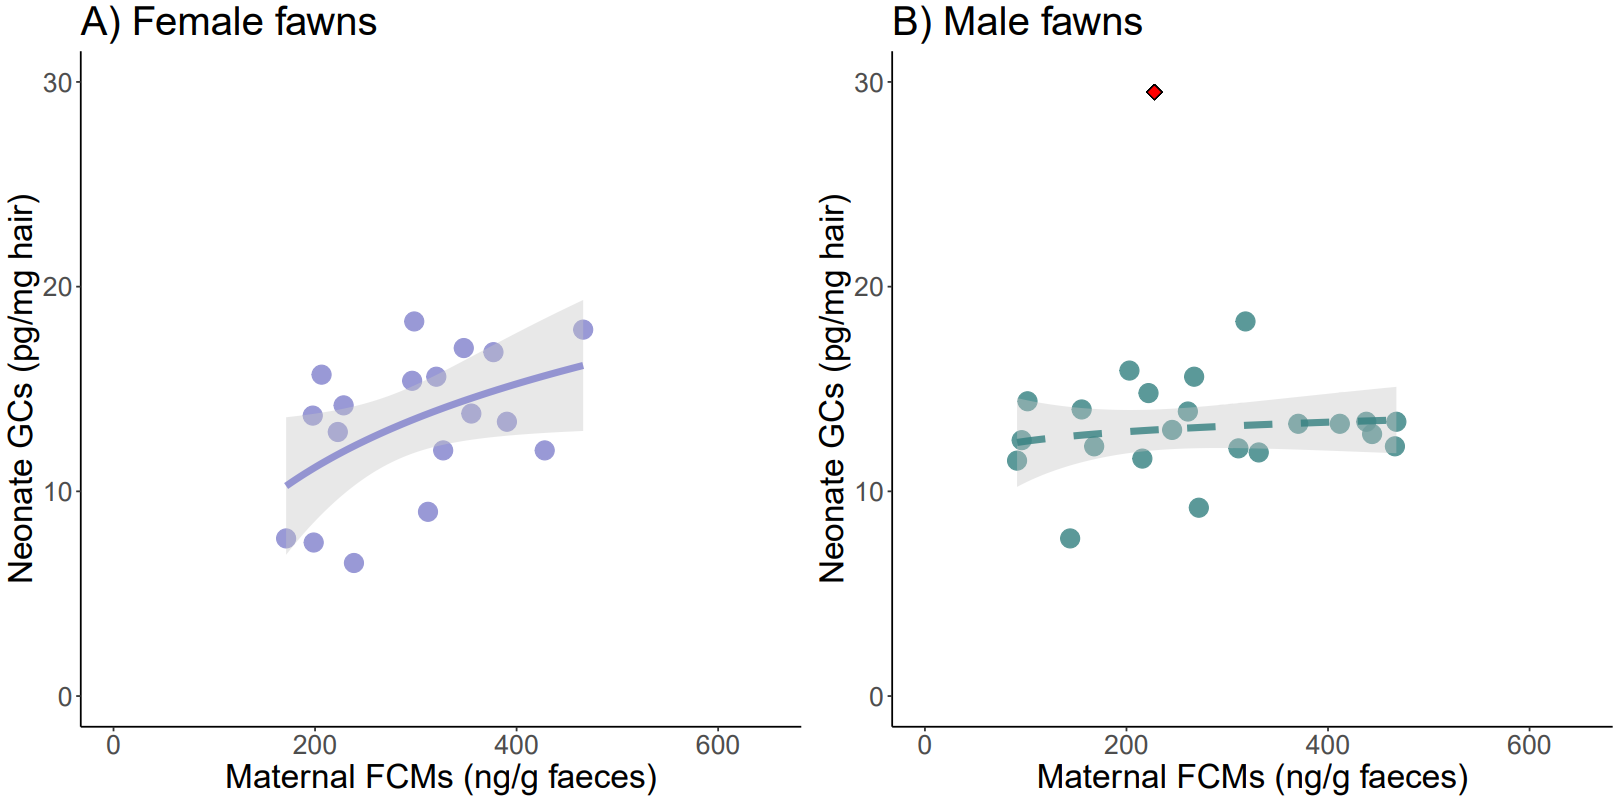 A) Female fawns
Neonate GCs (pg/mg hair)
30
20
10
0
0 200 400 600
Maternal FCMs (ng/g faeces)
B) Male fawns
Neonate GCs (pg/mg hair)
30
20
10
0
0 200 400 600
Maternal FCMs (ng/g faeces)